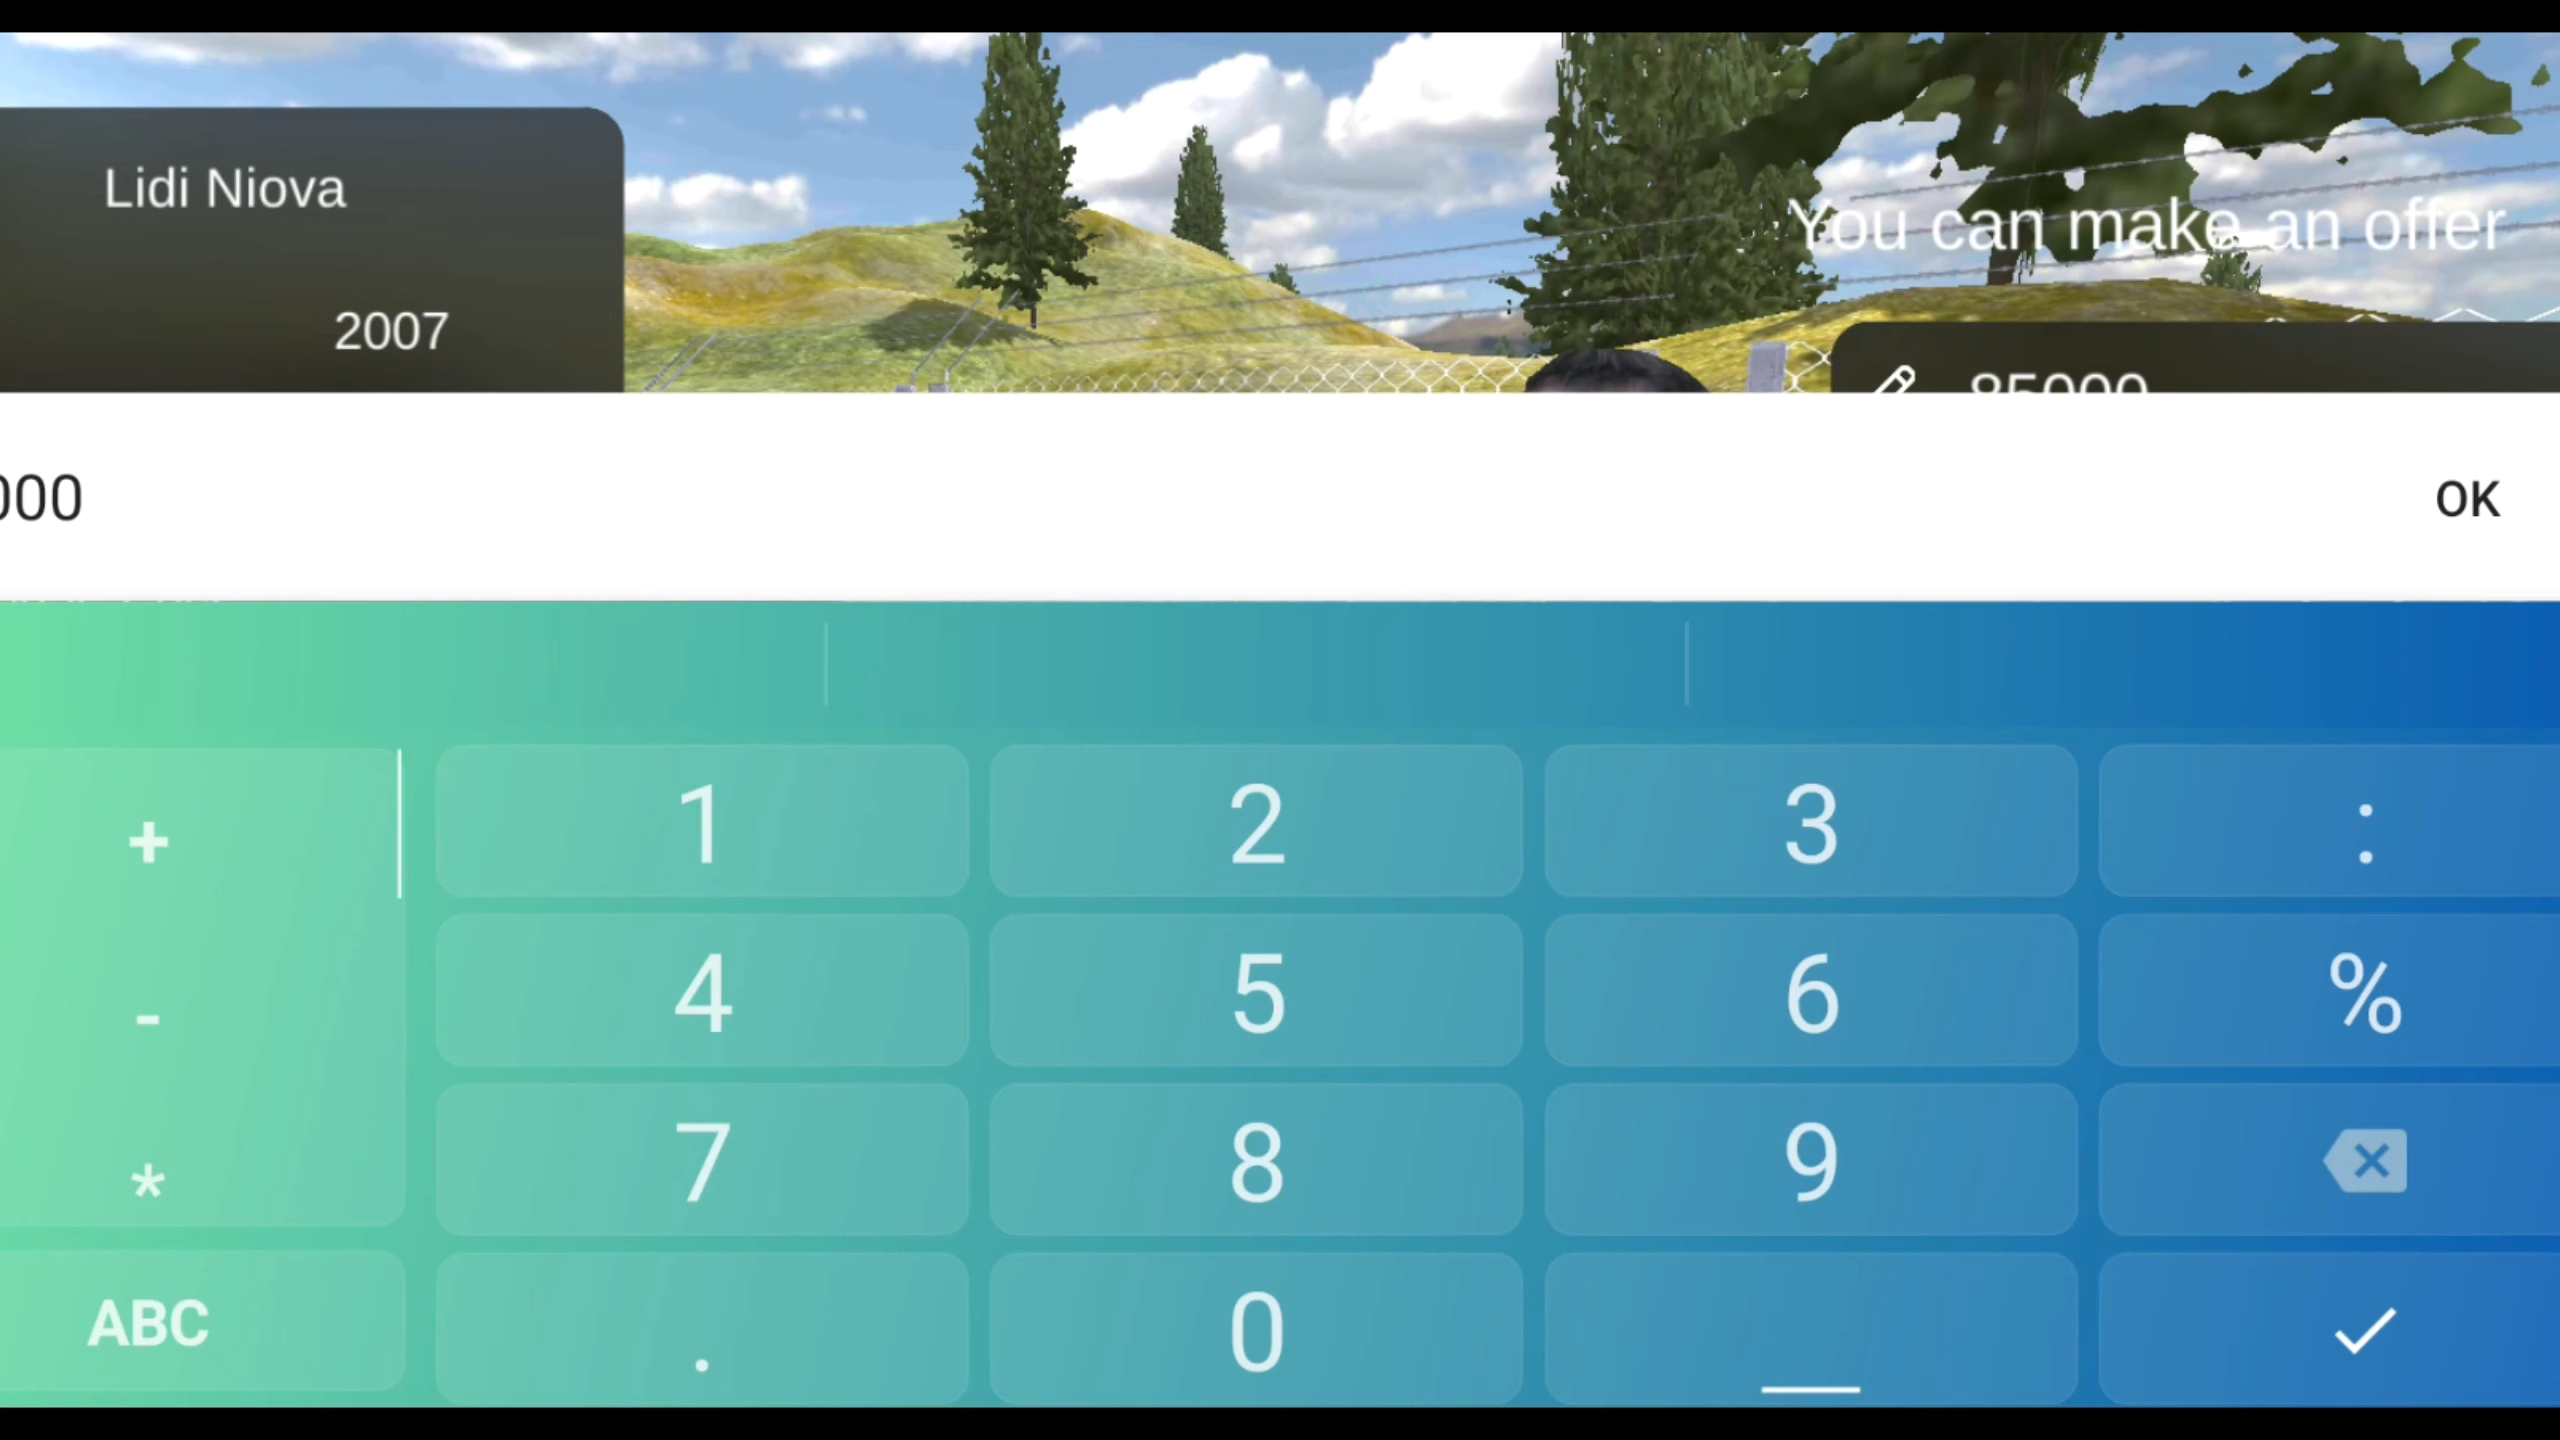 Lidi Niova
2007
You can make an offer
85000
000
OK
+ 1 2 3 :
- 4 5 6 %
* 7 8 9
ABC . 0